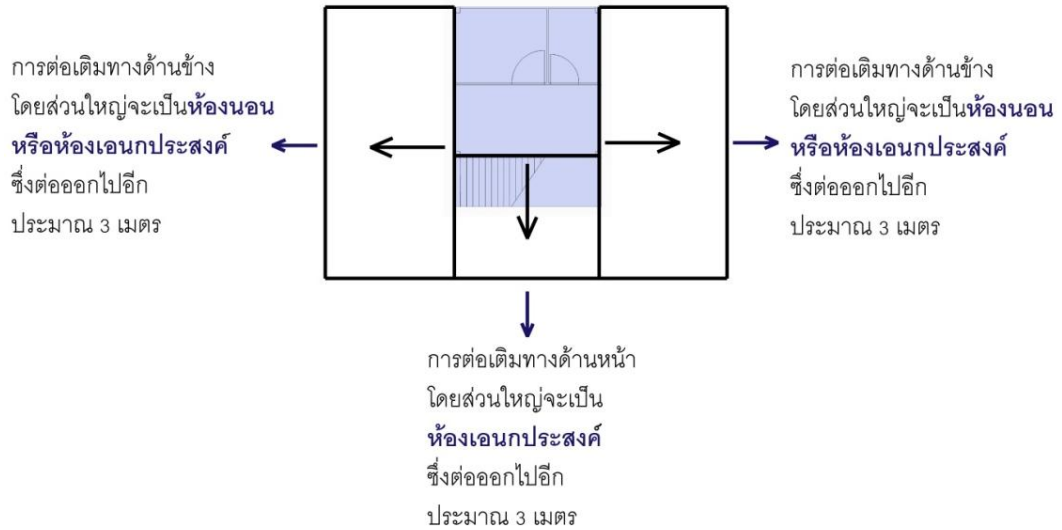 การต่อเติมทางด้านข้าง
โดยส่วนใหญ่จะเป็นห้องนอน
หรือห้องเอนกประสงค์
ซึ่งต่อออกไปอีก
ประมาณ 3 เมตร
การต่อเติมทางด้านข้าง
โดยส่วนใหญ่จะเป็นห้องนอน
หรือห้องเอนกประสงค์
ซึ่งต่อออกไปอีก
ประมาณ 3 เมตร
การต่อเติมทางด้านหน้า
โดยส่วนใหญ่จะเป็น
ห้องเอนกประสงค์
ซึ่งต่อออกไปอีก
ประมาณ 3 เมตร